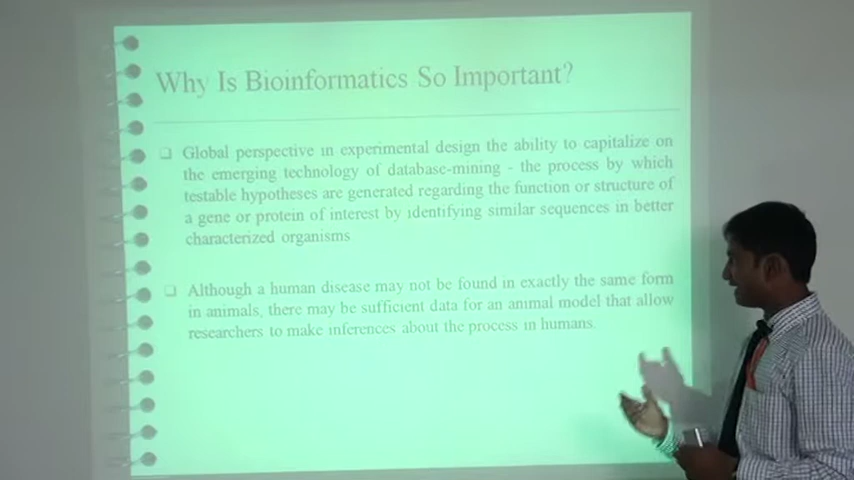 Why Is Bioinformatics So Important?
❑ Global perspective in experimental design the ability to capitalize on
the emerging technology of database-mining - the process by which
testable hypotheses are generated regarding the function or structure of
a gene or protein of interest by identifying similar sequences in better
characterized organisms
❑ Although a human disease may not be found in exactly the same form
in animals, there may be sufficient data for an animal model that allow
researchers to make inferences about the process in humans.